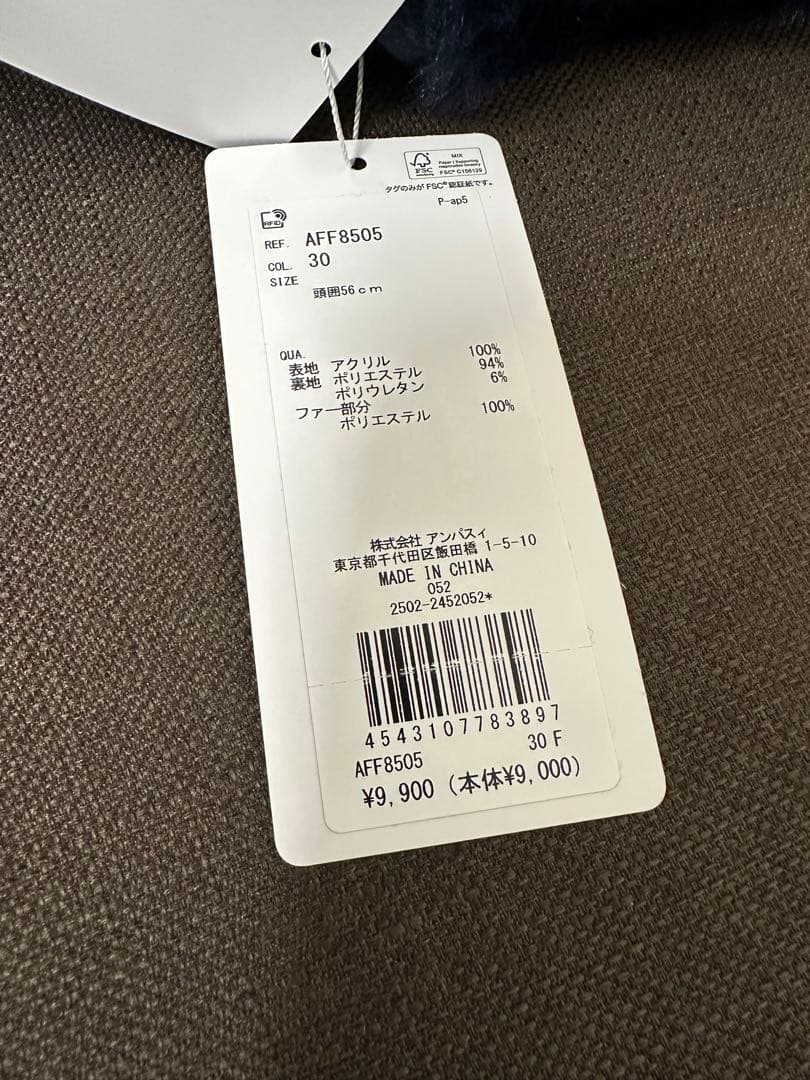 FSC
MIX
Paper | Supporting
responsible forestry
FSC® C156139
タグのみが FSC® 認証紙です。
P-ap5
RFID
REF. AFF8505
COL. 30
SIZE
頭囲56cm
QUA.
表地 アクリル 100%
裏地 ポリエステル 94%
ポリウレタン 6%
ファー部分
ポリエステル 100%
株式会社 アンパスィ
東京都千代田区飯田橋 1-5-10
MADE IN CHINA
052
2502-2452052*
4543107783897
AFF8505 30 F
¥9,900 (本体¥9,000)